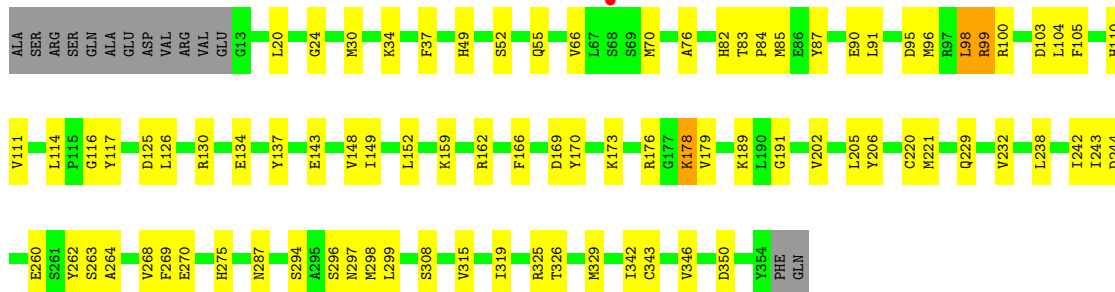 ALA SER ARG SER GLN ALA GLU ASP VAL ARG VAL GLU G13 L20 G24 M30 K34 F37 H49 S52 Q55 V66 L67 S68 S69 M70 A76 H82 T83 P84 M85 E86 Y87 E90 L91 D95 M96 R97 L98 R99 R100 D103 L104 F105 H110
V111 L114 P115 G116 Y117 D125 L126 R130 E134 Y137 E143 V148 I149 L152 K159 R162 F166 D169 Y170 K173 R176 G177 K178 V179 K189 L190 G191 V202 L205 Y206 C220 M221 Q229 V232 L238 I242 I243
E260 S261 Y262 S263 A264 V268 F269 E270 H275 N287 S294 A295 S296 N297 M298 L299 S308 V315 I319 R325 T326 M329 I342 C343 V346 D350 Y354 PHE GLN